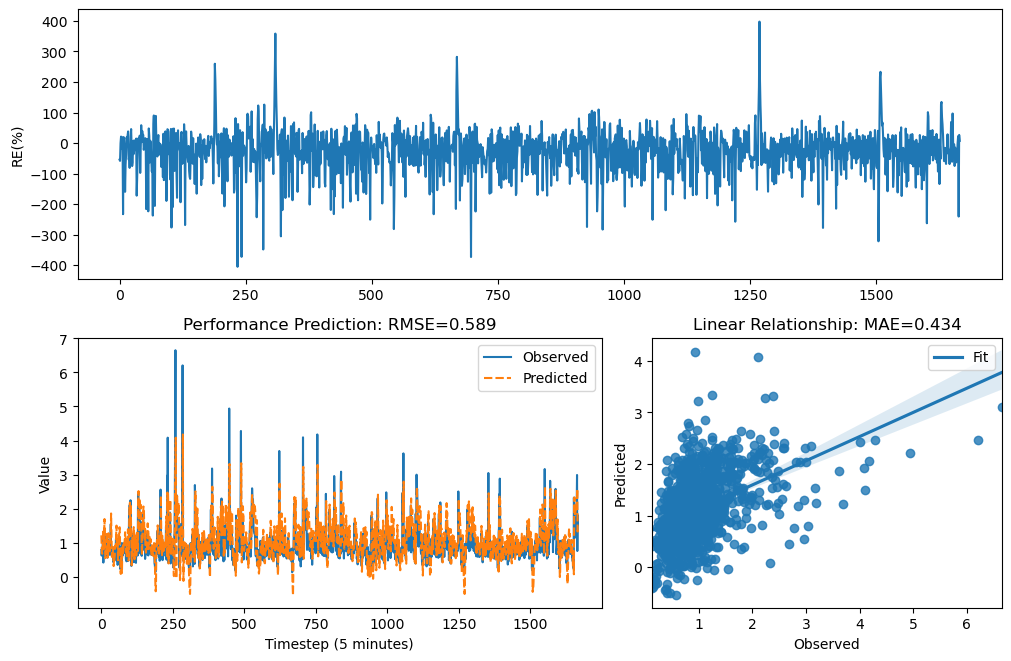 400
300
200
100
0
−100
−200
−300
−400
RE(%)
0 250 500 750 1000 1250 1500
Performance Prediction: RMSE=0.589
7
6
5
4
3
2
1
0
Value
Observed
Predicted
0 250 500 750 1000 1250 1500
Timestep (5 minutes)
Linear Relationship: MAE=0.434
4
3
2
1
0
Predicted
Fit
1 2 3 4 5 6
Observed